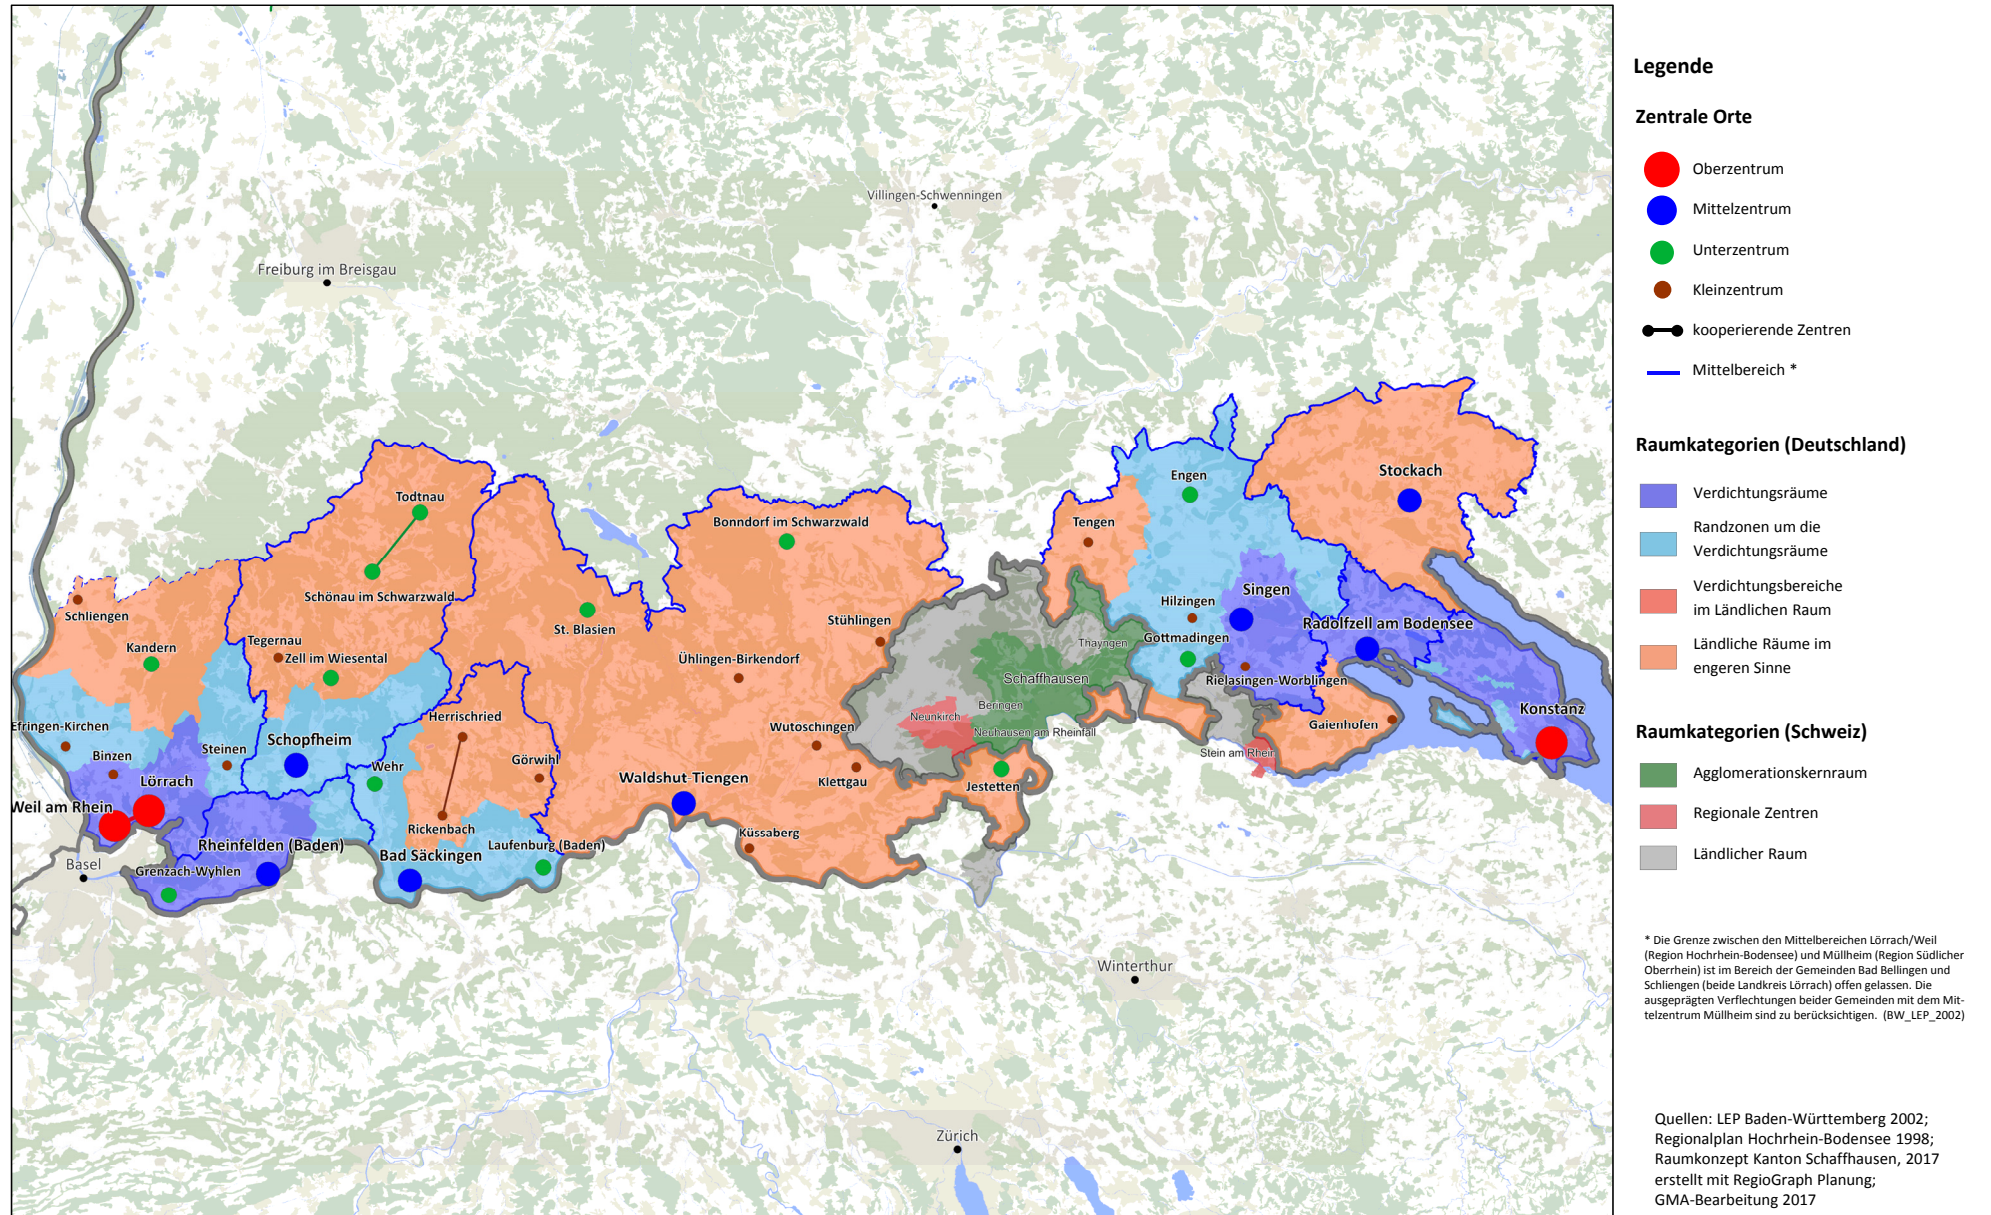 Villingen-Schwenningen
Freiburg im Breisgau
Stockach
Engen
Todtnau
Bonndorf im Schwarzwald
Tengen
Schönau im Schwarzwald
Schliengen
Singen
Hilzingen
Radolfzell am Bodensee
Stühlingen
St. Blasien
Gottmadingen
Tegernau
Kandern
Zell im Wiesental
Thayngen
Ühlingen-Birkendorf
Schaffhausen
Rielasingen-Worblingen
Beringen
Neunkirch
Herrischried
Konstanz
Efringen-Kirchen
Wutoschingen
Gaienhofen
Neuhausen am Rheinfall
Schopfheim
Steinen
Binzen
Stein am Rhein
Görwihl
Wehr
Lörrach
Waldshut-Tiengen
Klettgau
Jestetten
Weil am Rhein
Rickenbach
Küssaberg
Rheinfelden (Baden)
Laufenburg (Baden)
Bad Säckingen
Basel
Grenzach-Wyhlen
Winterthur
Zürich
Legende
Zentrale Orte
Oberzentrum
Mittelzentrum
Unterzentrum
Kleinzentrum
kooperierende Zentren
Mittelbereich *
Raumkategorien (Deutschland)
Verdichtungsräume
Randzonen um die
Verdichtungsräume
Verdichtungsbereiche
im Ländlichen Raum
Ländliche Räume im
engeren Sinne
Raumkategorien (Schweiz)
Agglomerationskernraum
Regionale Zentren
Ländlicher Raum
* Die Grenze zwischen den Mittelbereichen Lörrach/Weil
(Region Hochrhein-Bodensee) und Müllheim (Region Südlicher
Oberrhein) ist im Bereich der Gemeinden Bad Bellingen und
Schliengen (beide Landkreis Lörrach) offen gelassen. Die
ausgeprägten Verflechtungen beider Gemeinden mit dem Mit-
telzentrum Müllheim sind zu berücksichtigen. (BW_LEP_2002)
Quellen: LEP Baden-Württemberg 2002;
Regionalplan Hochrhein-Bodensee 1998;
Raumkonzept Kanton Schaffhausen, 2017
erstellt mit RegioGraph Planung;
GMA-Bearbeitung 2017